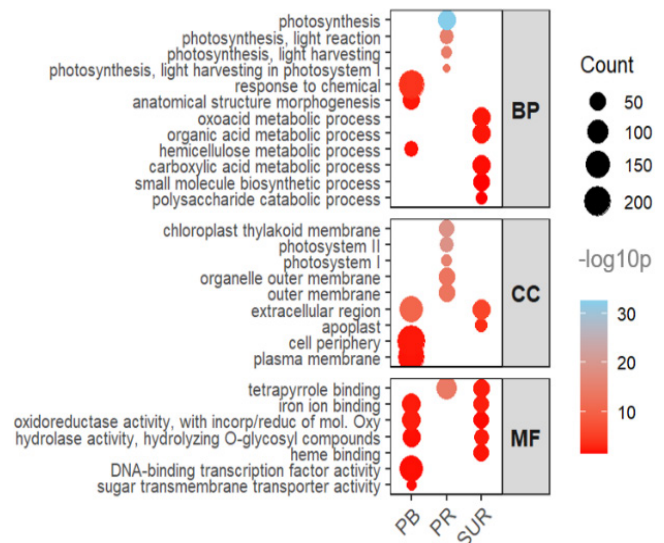 photosynthesis
photosynthesis, light reaction
photosynthesis, light harvesting
photosynthesis, light harvesting in photosystem I
response to chemical
anatomical structure morphogenesis
oxoacid metabolic process
organic acid metabolic process
hemicellulose metabolic process
carboxylic acid metabolic process
small molecule biosynthetic process
polysaccharide catabolic process
BP
chloroplast thylakoid membrane
photosystem II
photosystem I
organelle outer membrane
outer membrane
extracellular region
apoplast
cell periphery
plasma membrane
CC
tetrapyrrole binding
iron ion binding
oxidoreductase activity, with incorp/reduc of mol. Oxy
hydrolase activity, hydrolyzing O-glycosyl compounds
heme binding
DNA-binding transcription factor activity
sugar transmembrane transporter activity
MF
PB
PR
SUR
Count
50
100
150
200
-log10p
30
20
10